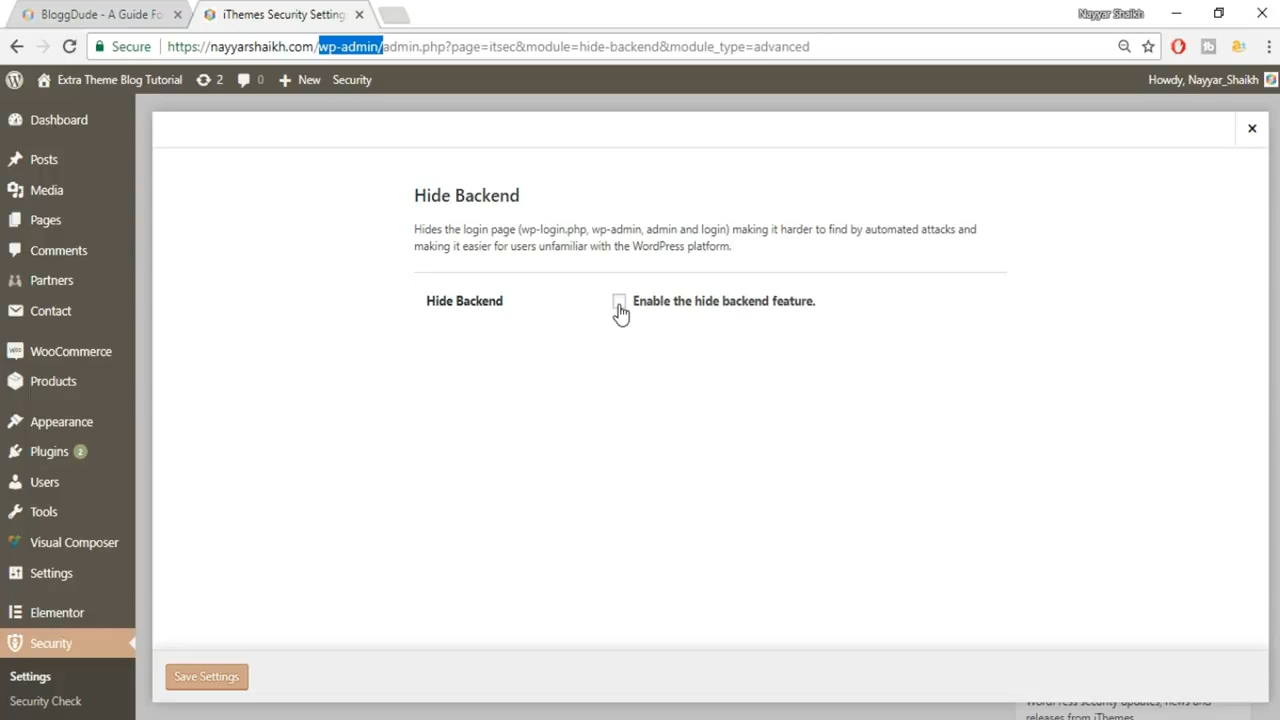 BloggDude - A Guide Fo
iThemes Security Setting
Nayyar Shaikh
Secure
https://nayyarshaikh.com/wp-admin/admin.php?page=itsec&module=hide-backend&module_type=advanced
Extra Theme Blog Tutorial
2
0
New
Security
Howdy, Nayyar_Shaikh
Dashboard
Posts
Media
Pages
Comments
Partners
Contact
WooCommerce
Products
Appearance
Plugins 2
Users
Tools
Visual Composer
Settings
Elementor
Security
Settings
Security Check
Hide Backend
Hides the login page (wp-login.php, wp-admin, admin and login) making it harder to find by automated attacks and
making it easier for users unfamiliar with the WordPress platform.
Hide Backend
Enable the hide backend feature.
Save Settings
WordPress security updates, news and
releases from iThemes